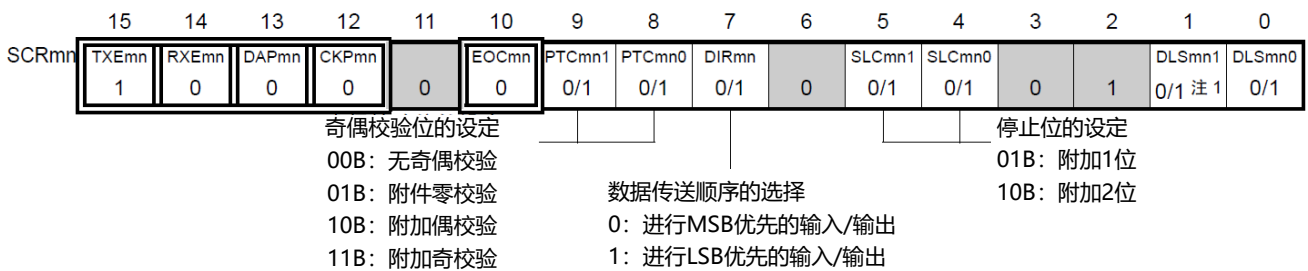 15 14 13 12 11 10 9 8 7 6 5 4 3 2 1 0
SCRmn TXEmn RXEmn DAPmn CKPmn EOCmn PTCmn1 PTCmn0 DIRmn SLCmn1 SLCmn0 DLSmn1 DLSmn0
1 0 0 0 0 0 0/1 0/1 0/1 0 0/1 0/1 0 1 0/1 注 1 0/1
奇偶校验位的设定
00B：无奇偶校验
01B：附件零校验
10B：附加偶校验
11B：附加奇校验
数据传送顺序的选择
0：进行MSB优先的输入/输出
1：进行LSB优先的输入/输出
停止位的设定
01B：附加1位
10B：附加2位